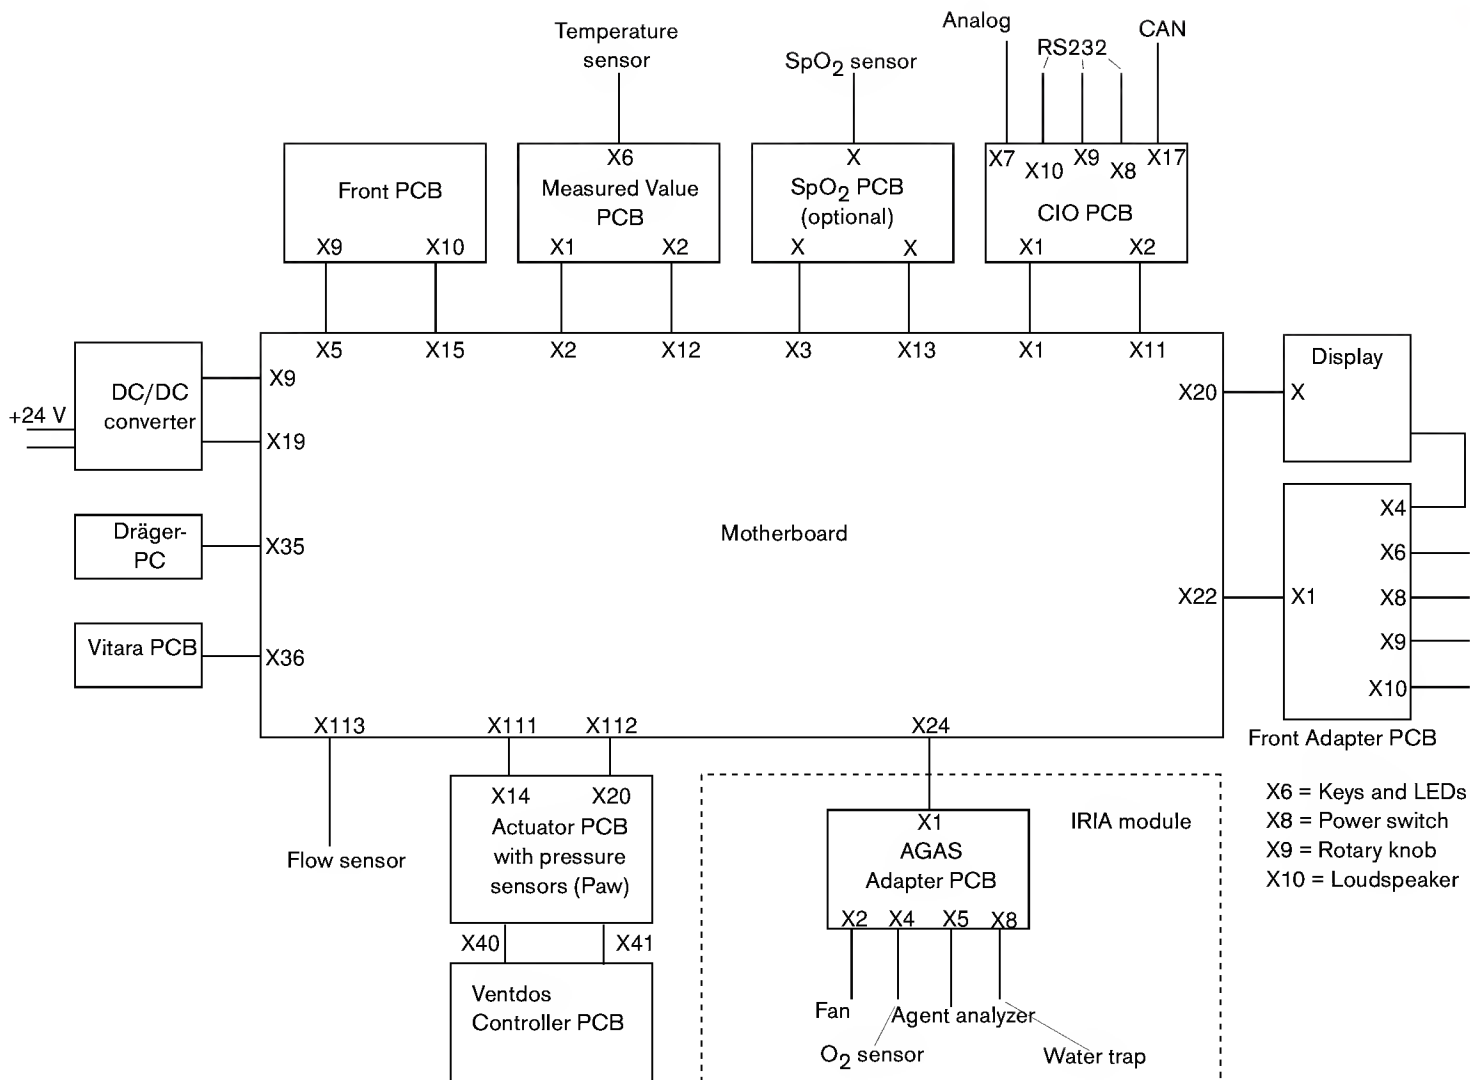 Analog
CAN
Temperature
sensor
SpO2 sensor
RS232
X6
X
X7
X10
X9
X8
X17
Front PCB
Measured Value
PCB
SpO2 PCB
(optional)
CIO PCB
X9
X10
X1
X2
X
X
X1
X2
X5
X15
X2
X12
X3
X13
X1
X11
DC/DC
converter
+24 V
X9
X19
X20
X
Display
Dräger-
PC
X35
Motherboard
X4
X6
X22
X1
X8
Vitara PCB
X36
X9
X10
X113
X111
X112
X24
Front Adapter PCB
X14
X20
Actuator PCB
with pressure
sensors (Paw)
Flow sensor
X1
AGAS
Adapter PCB
IRIA module
X6 = Keys and LEDs
X8 = Power switch
X9 = Rotary knob
X10 = Loudspeaker
X2
X4
X5
X8
X40
X41
Ventdos
Controller PCB
Fan
Agent analyzer
O2 sensor
Water trap